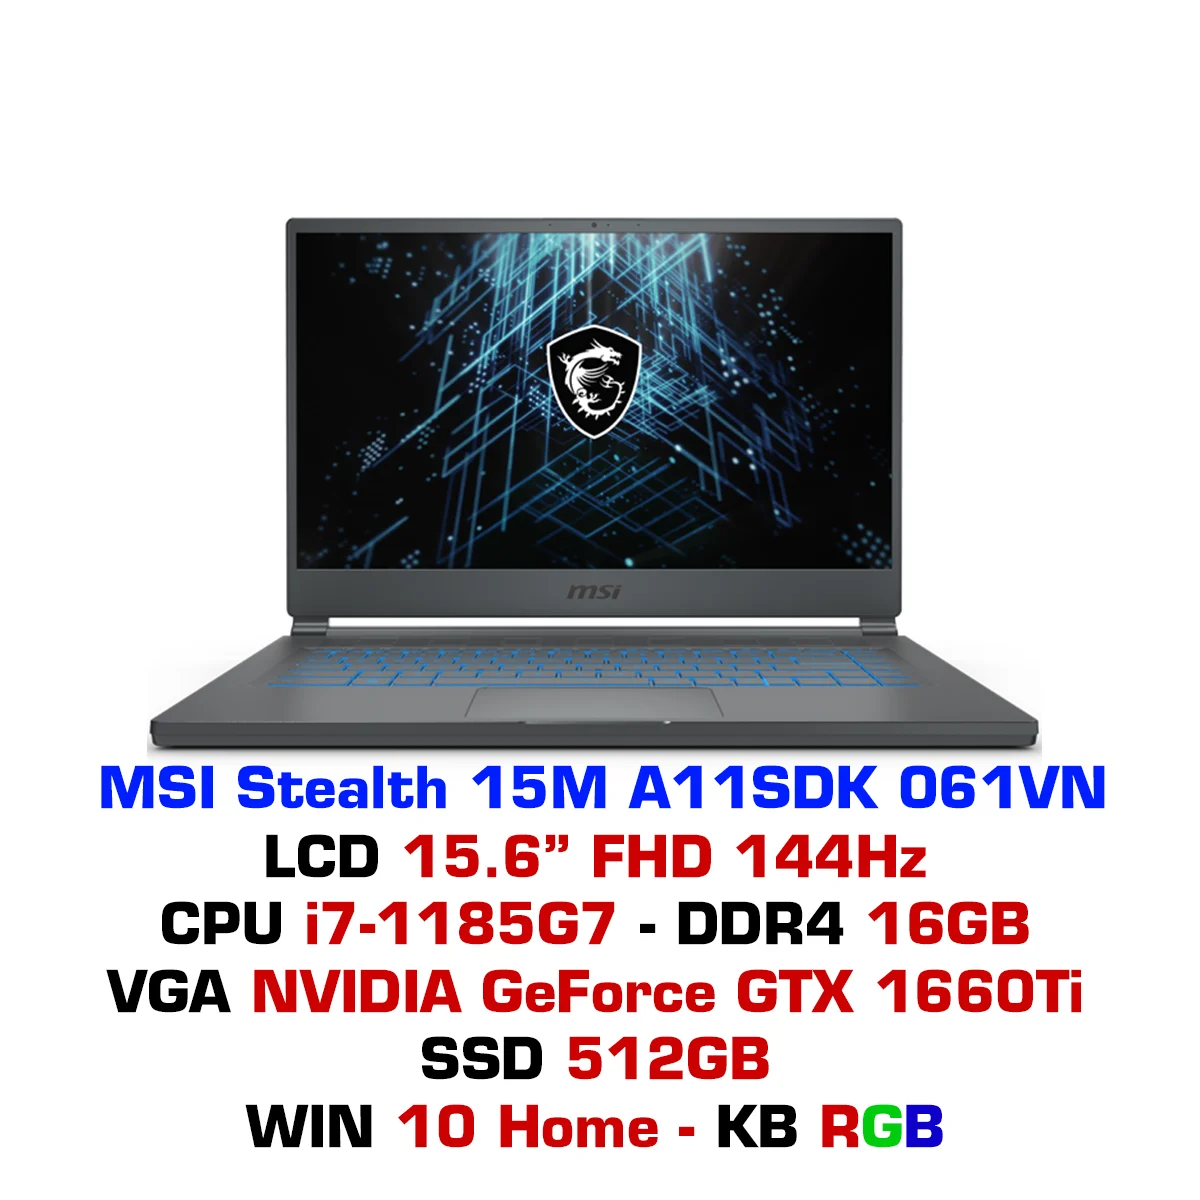 msi
MSI Stealth 15M A11SDK 061VN
LCD 15.6” FHD 144Hz
CPU i7-1185G7 - DDR4 16GB
VGA NVIDIA GeForce GTX 1660Ti
SSD 512GB
WIN 10 Home - KB RGB